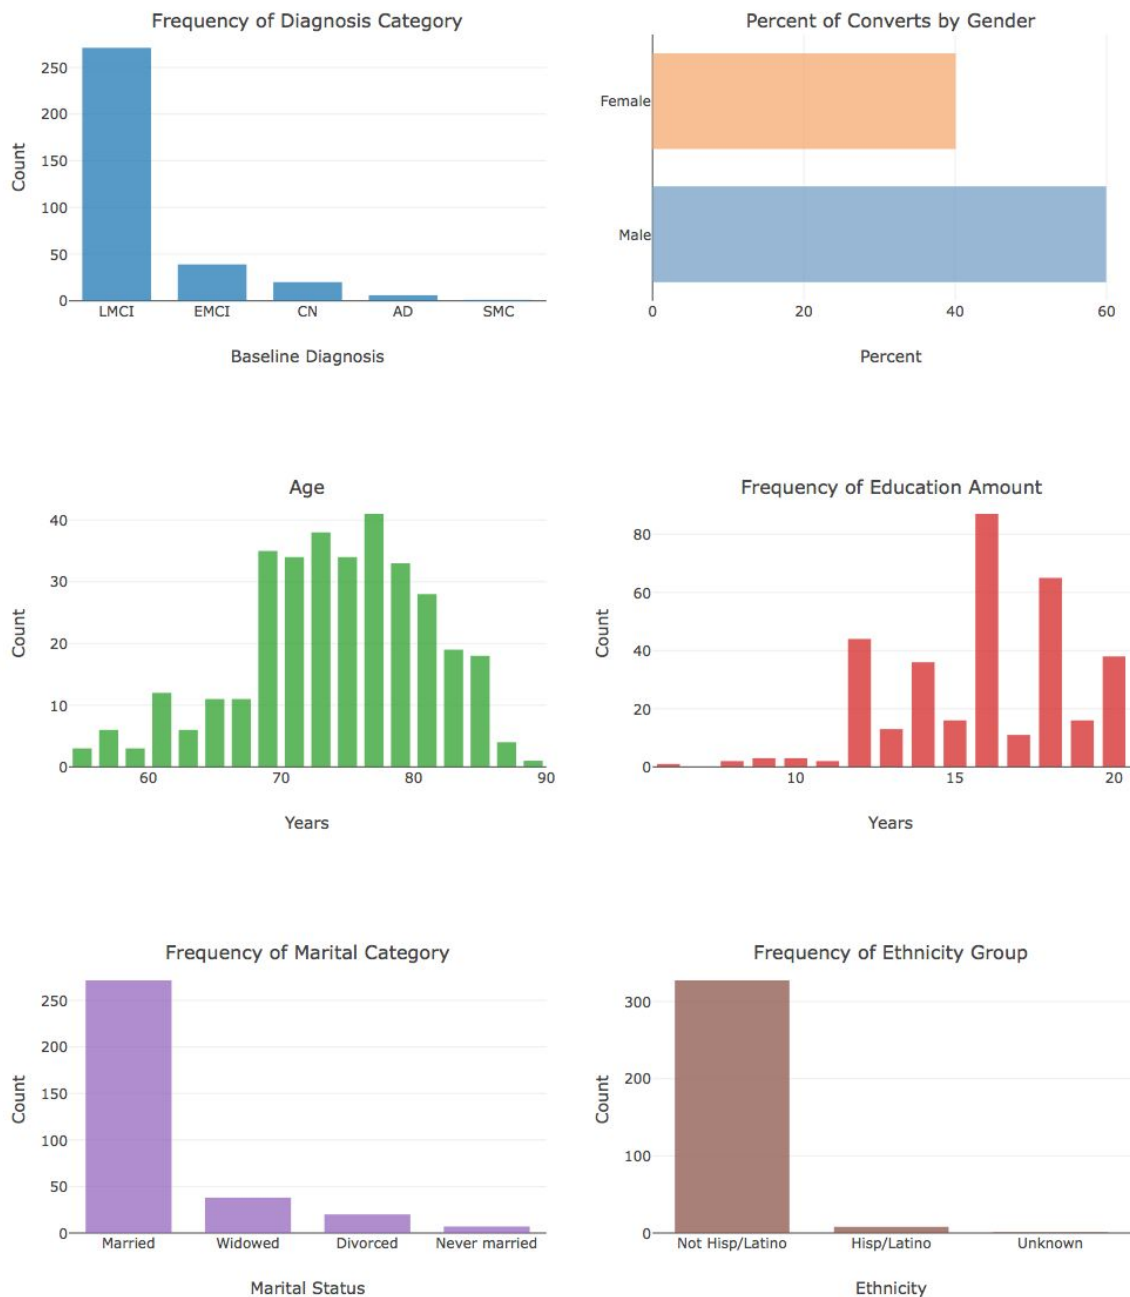 Frequency of Diagnosis Category
Count
250
200
150
100
50
0
LMCI EMCI CN AD SMC
Baseline Diagnosis
Percent of Converts by Gender
Female
Male
0 20 40 60
Percent
Age
Count
40
30
20
10
0
60 70 80 90
Years
Frequency of Education Amount
Count
80
60
40
20
0
10 15 20
Years
Frequency of Marital Category
Count
250
200
150
100
50
0
Married Widowed Divorced Never married
Marital Status
Frequency of Ethnicity Group
Count
300
200
100
0
Not Hisp/Latino Hisp/Latino Unknown
Ethnicity